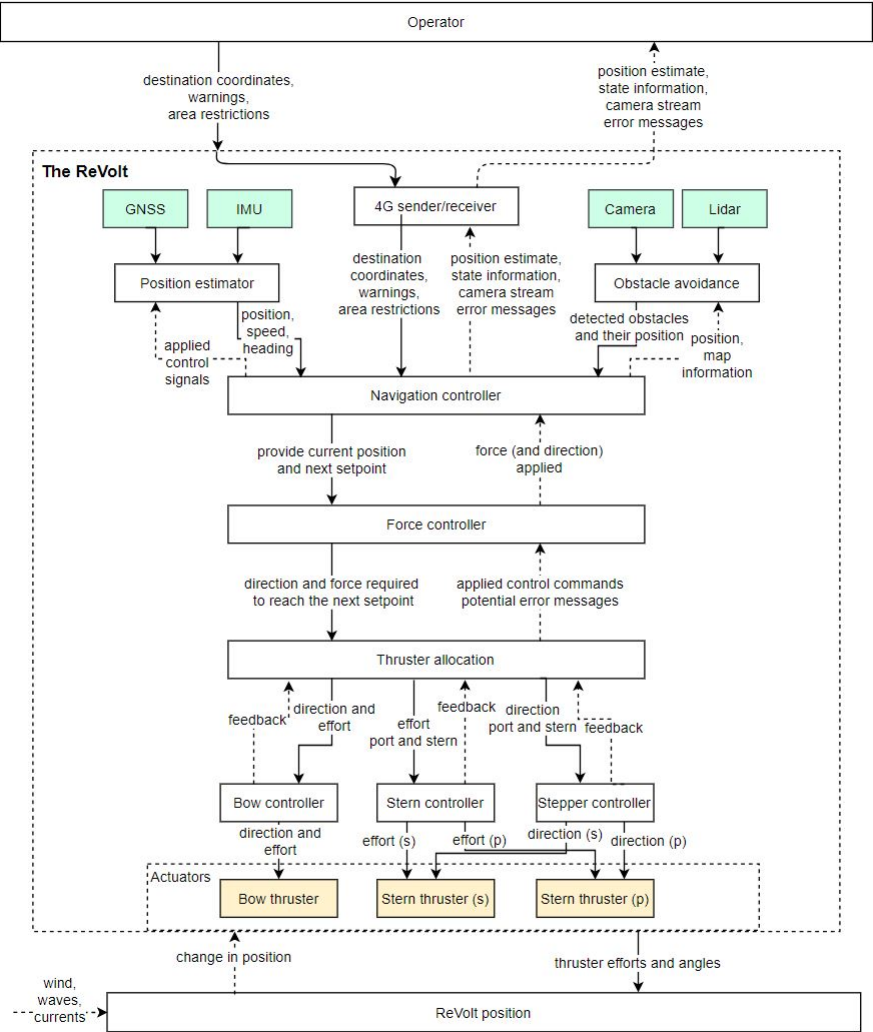 Operator
destination coordinates,
warnings,
area restrictions
position estimate,
state information,
camera stream
error messages
The ReVolt
GNSS
IMU
4G sender/receiver
Camera
Lidar
Position estimator
Obstacle avoidance
destination
coordinates,
warnings,
area restrictions
position estimate,
state information,
camera stream
error messages
position,
speed,
heading
applied
control
signals
detected obstacles
and their position
position,
map
information
Navigation controller
provide current position
and next setpoint
force (and direction)
applied
Force controller
direction and force required
to reach the next setpoint
applied control commands
potential error messages
Thruster allocation
feedback
direction and
effort
effort
port and stern
feedback
direction
port and stern
feedback
Bow controller
Stern controller
Stepper controller
direction and
effort
effort (s)
effort (p)
direction (s)
direction (p)
Actuators
Bow thruster
Stern thruster (s)
Stern thruster (p)
change in position
thruster efforts and angles
wind,
waves,
currents
ReVolt position